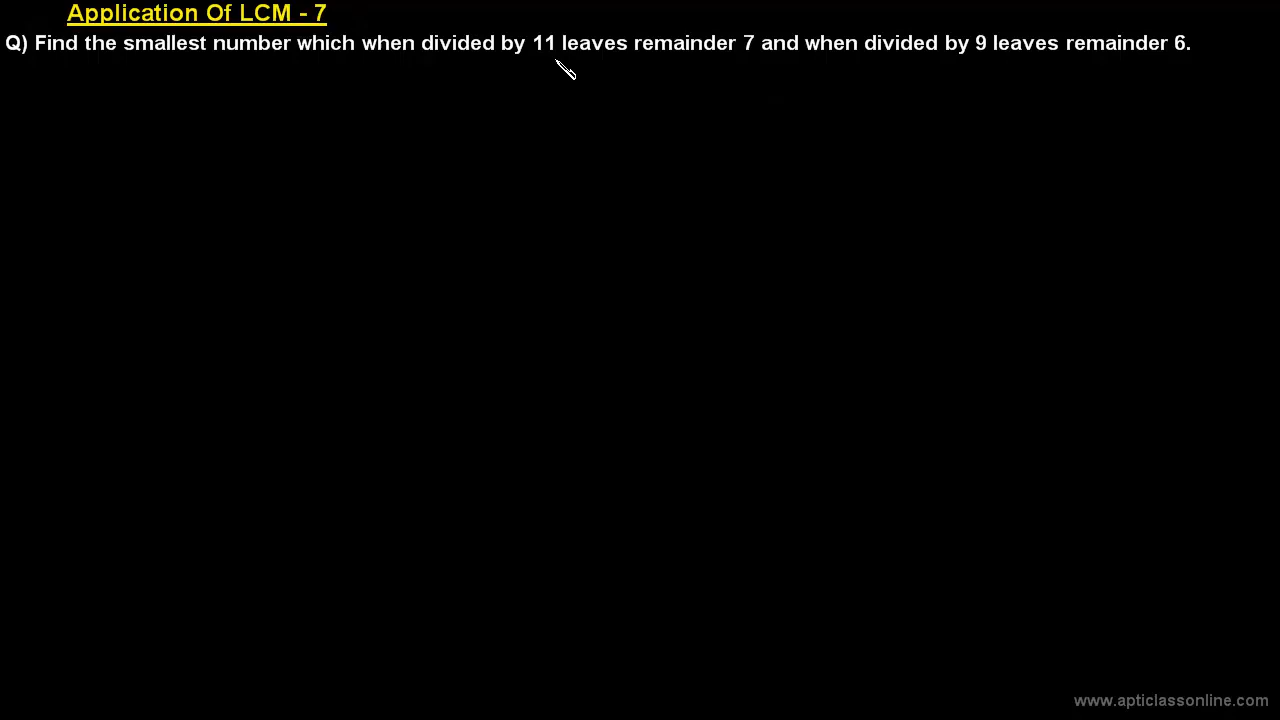 Application Of LCM - 7
Q) Find the smallest number which when divided by 11 leaves remainder 7 and when divided by 9 leaves remainder 6.
www.apticlassonline.com